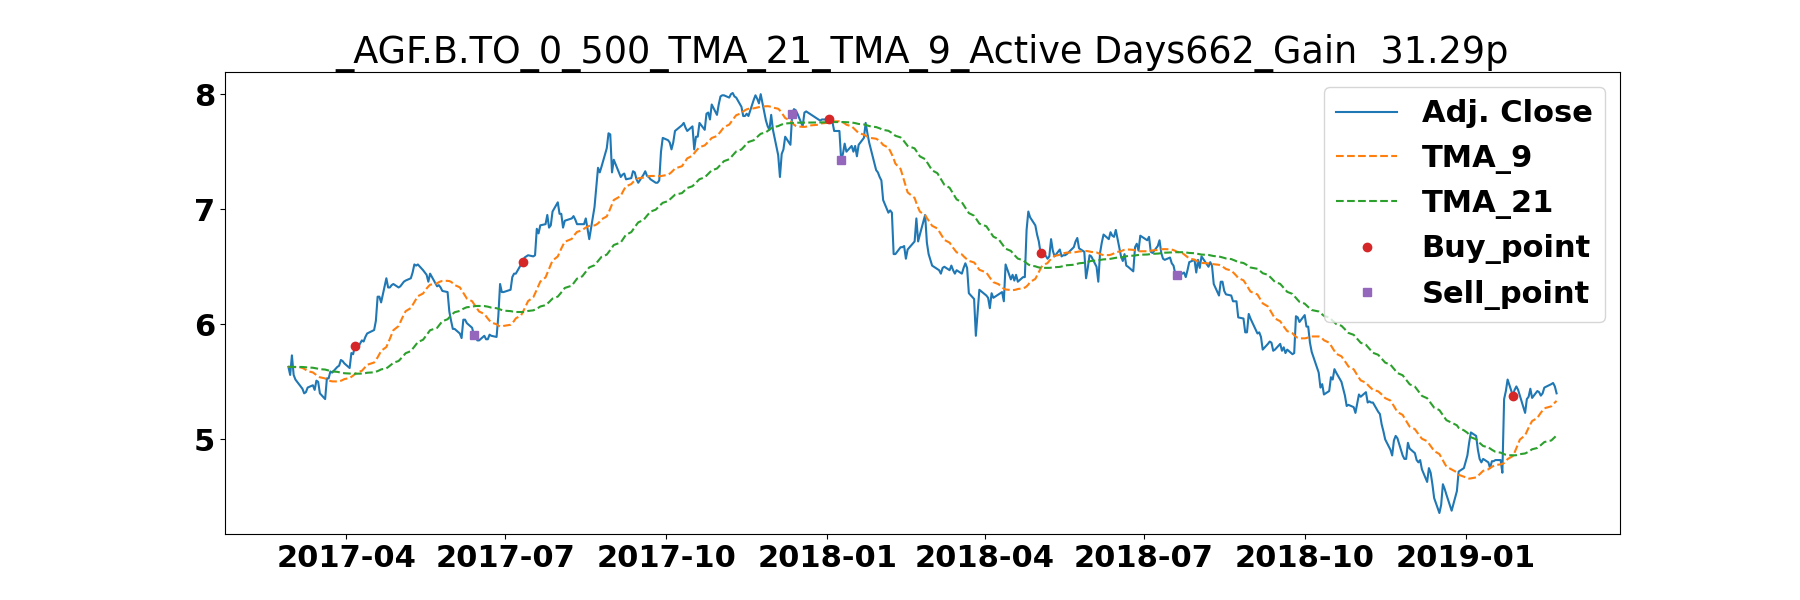 _AGF.B.TO_0_500_TMA_21_TMA_9_Active Days662_Gain  31.29p
8
7
6
5
Adj. Close
TMA_9
TMA_21
Buy_point
Sell_point
2017-04 2017-07 2017-10 2018-01 2018-04 2018-07 2018-10 2019-01